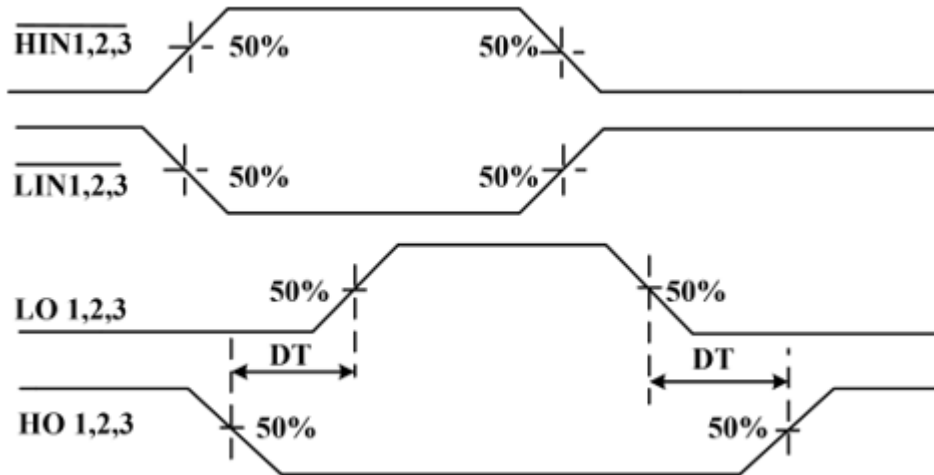 HIN1,2,3 50% 50%
LIN1,2,3 50% 50%
LO 1,2,3 50% 50%
DT DT
HO 1,2,3 50% 50%